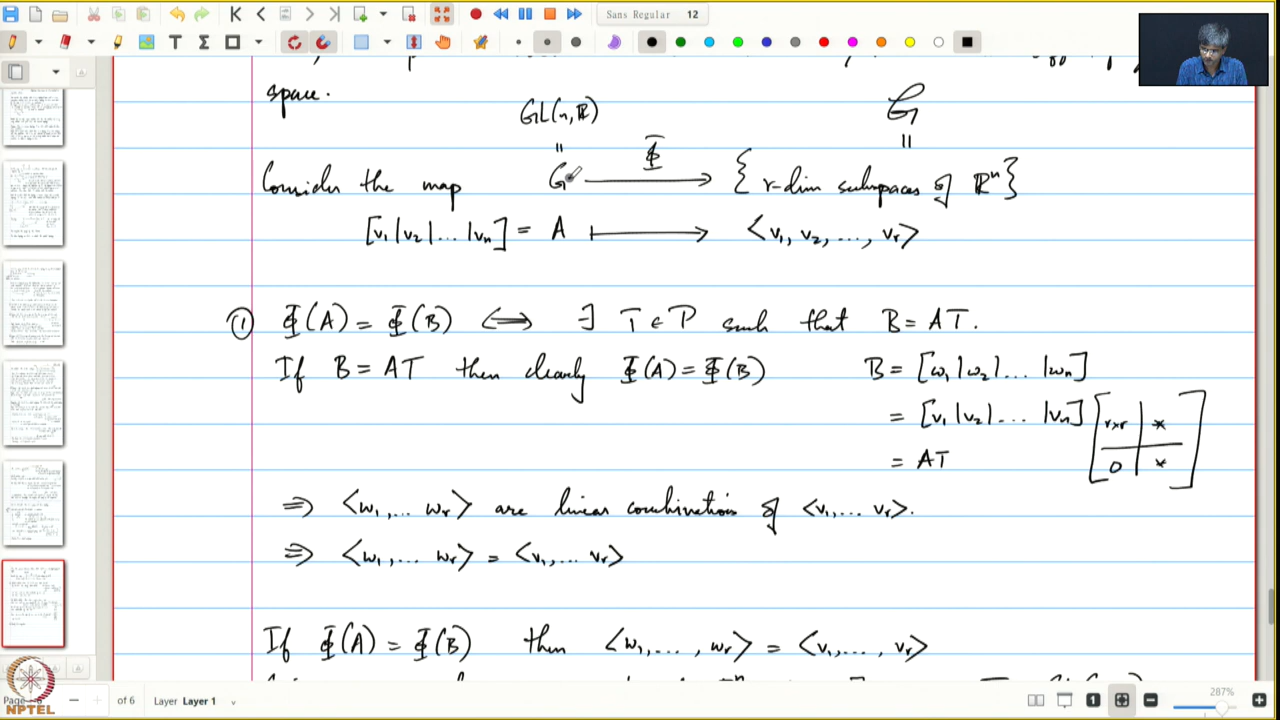 Sans Regular 12
space.
GL(n,ℝ) G
" ||
Consider the map G ⟶ Φ { r-dim subspaces of ℝⁿ}
[v₁|v₂|...|vₙ] = A ⟼ <v₁, v₂, ..., vᵣ>
① Φ(A) = Φ(B) ⟺ ∃ T ∈ P such that B = AT.
If B = AT then clearly Φ(A) = Φ(B) B = [w₁|w₂|... |wₙ]
= [v₁|v₂|... |vₙ] [r×r | * / 0 | *]
= AT
⟹ <w₁,... wᵣ> are linear combination of <v₁,... vᵣ>.
⟹ <w₁,... wᵣ> = <v₁,... vᵣ>
If Φ(A) = Φ(B) then <w₁,..., wᵣ> = <v₁,..., vᵣ>
NPTEL
Page 6 of 6 Layer Layer 1 287%